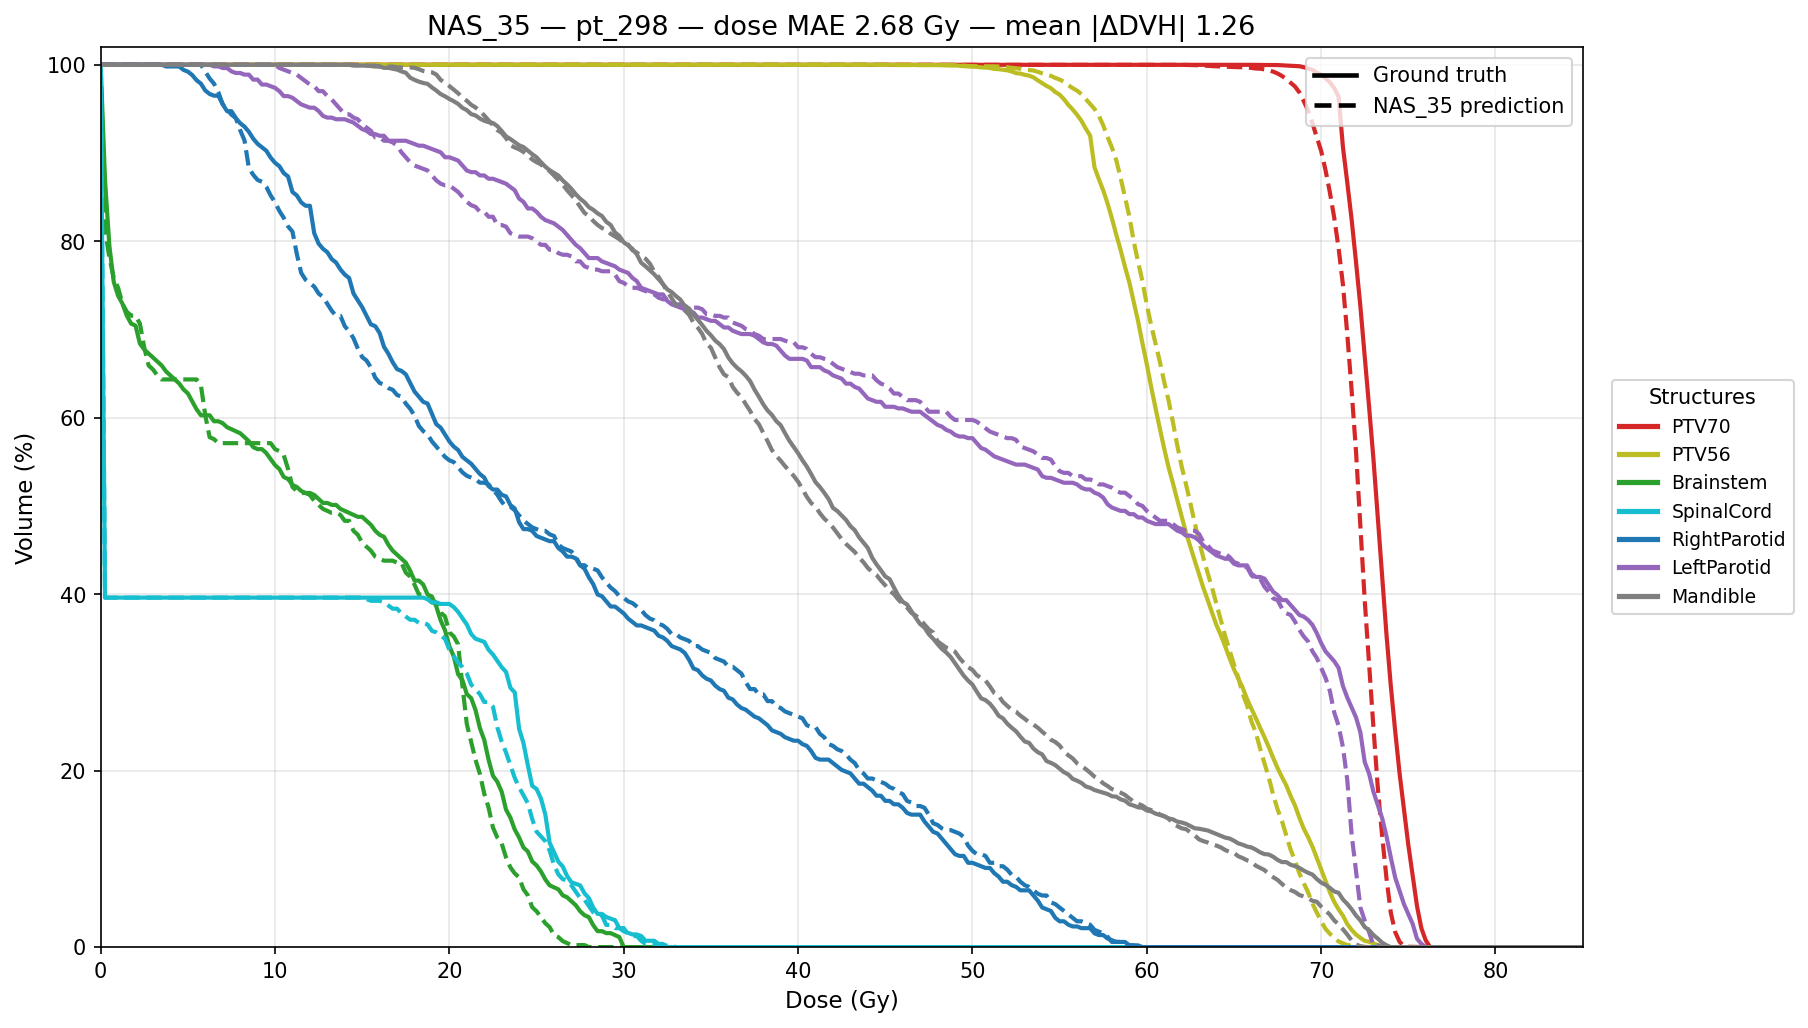 NAS_35 — pt_298 — dose MAE 2.68 Gy — mean |ΔDVH| 1.26
Ground truth
NAS_35 prediction
Volume (%)
100
80
60
40
20
0
0 10 20 30 40 50 60 70 80
Dose (Gy)
Structures
PTV70
PTV56
Brainstem
SpinalCord
RightParotid
LeftParotid
Mandible